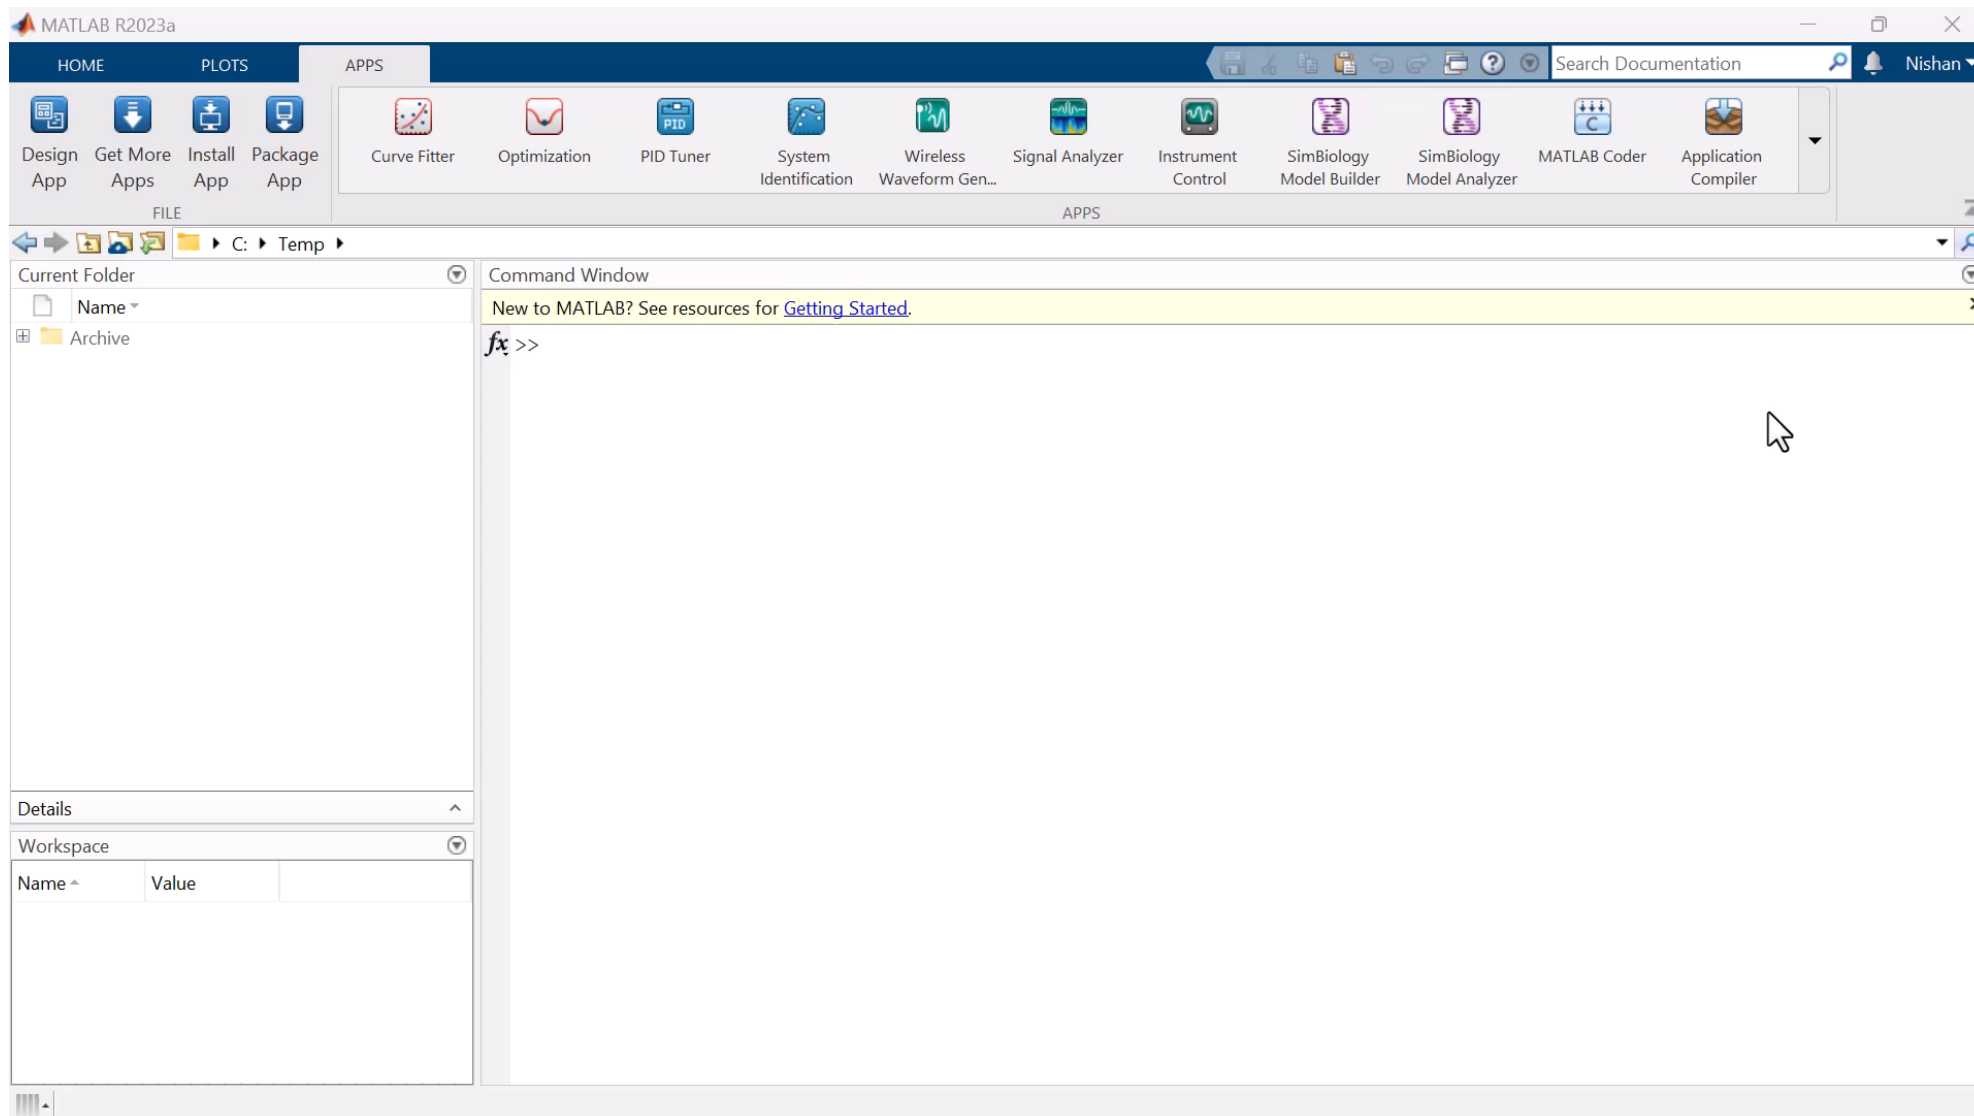 MATLAB R2023a
HOME PLOTS APPS Search Documentation Nishan
PID
C
Design Get More Install Package Curve Fitter Optimization PID Tuner System Wireless Signal Analyzer Instrument SimBiology SimBiology MATLAB Coder Application
App Apps App App Identification Waveform Gen... Control Model Builder Model Analyzer Compiler
FILE APPS
C: Temp
Current Folder Command Window
Name New to MATLAB? See resources for Getting Started.
Archive fx >>
Details
Workspace
Name Value